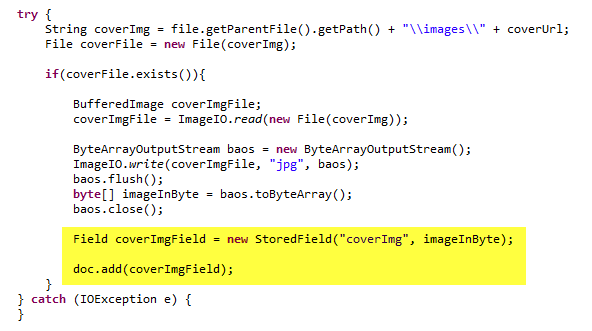 try {
String coverImg = file.getParentFile().getPath() + "\\images\\" + coverUrl;
File coverFile = new File(coverImg);
if(coverFile.exists()){
BufferedImage coverImgFile;
coverImgFile = ImageIO.read(new File(coverImg));
ByteArrayOutputStream baos = new ByteArrayOutputStream();
ImageIO.write(coverImgFile, "jpg", baos);
baos.flush();
byte[] imageInByte = baos.toByteArray();
baos.close();
Field coverImgField = new StoredField("coverImg", imageInByte);
doc.add(coverImgField);
}
} catch (IOException e) {
}